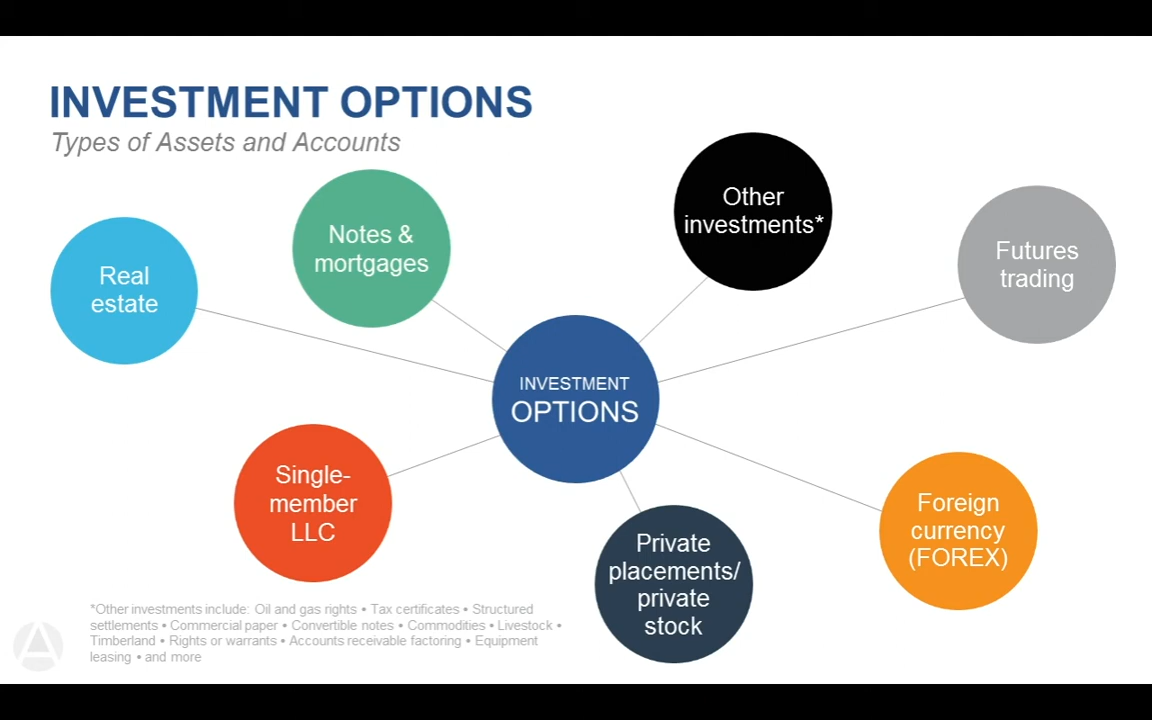 INVESTMENT OPTIONS
Types of Assets and Accounts
Other
investments*
Notes &
mortgages
Futures
trading
Real
estate
INVESTMENT
OPTIONS
Single-
member
LLC
Foreign
currency
(FOREX)
Private
placements/
private
stock
*Other investments include: Oil and gas rights • Tax certificates • Structured
settlements • Commercial paper • Convertible notes • Commodities • Livestock •
Timberland • Rights or warrants • Accounts receivable factoring • Equipment
leasing • and more